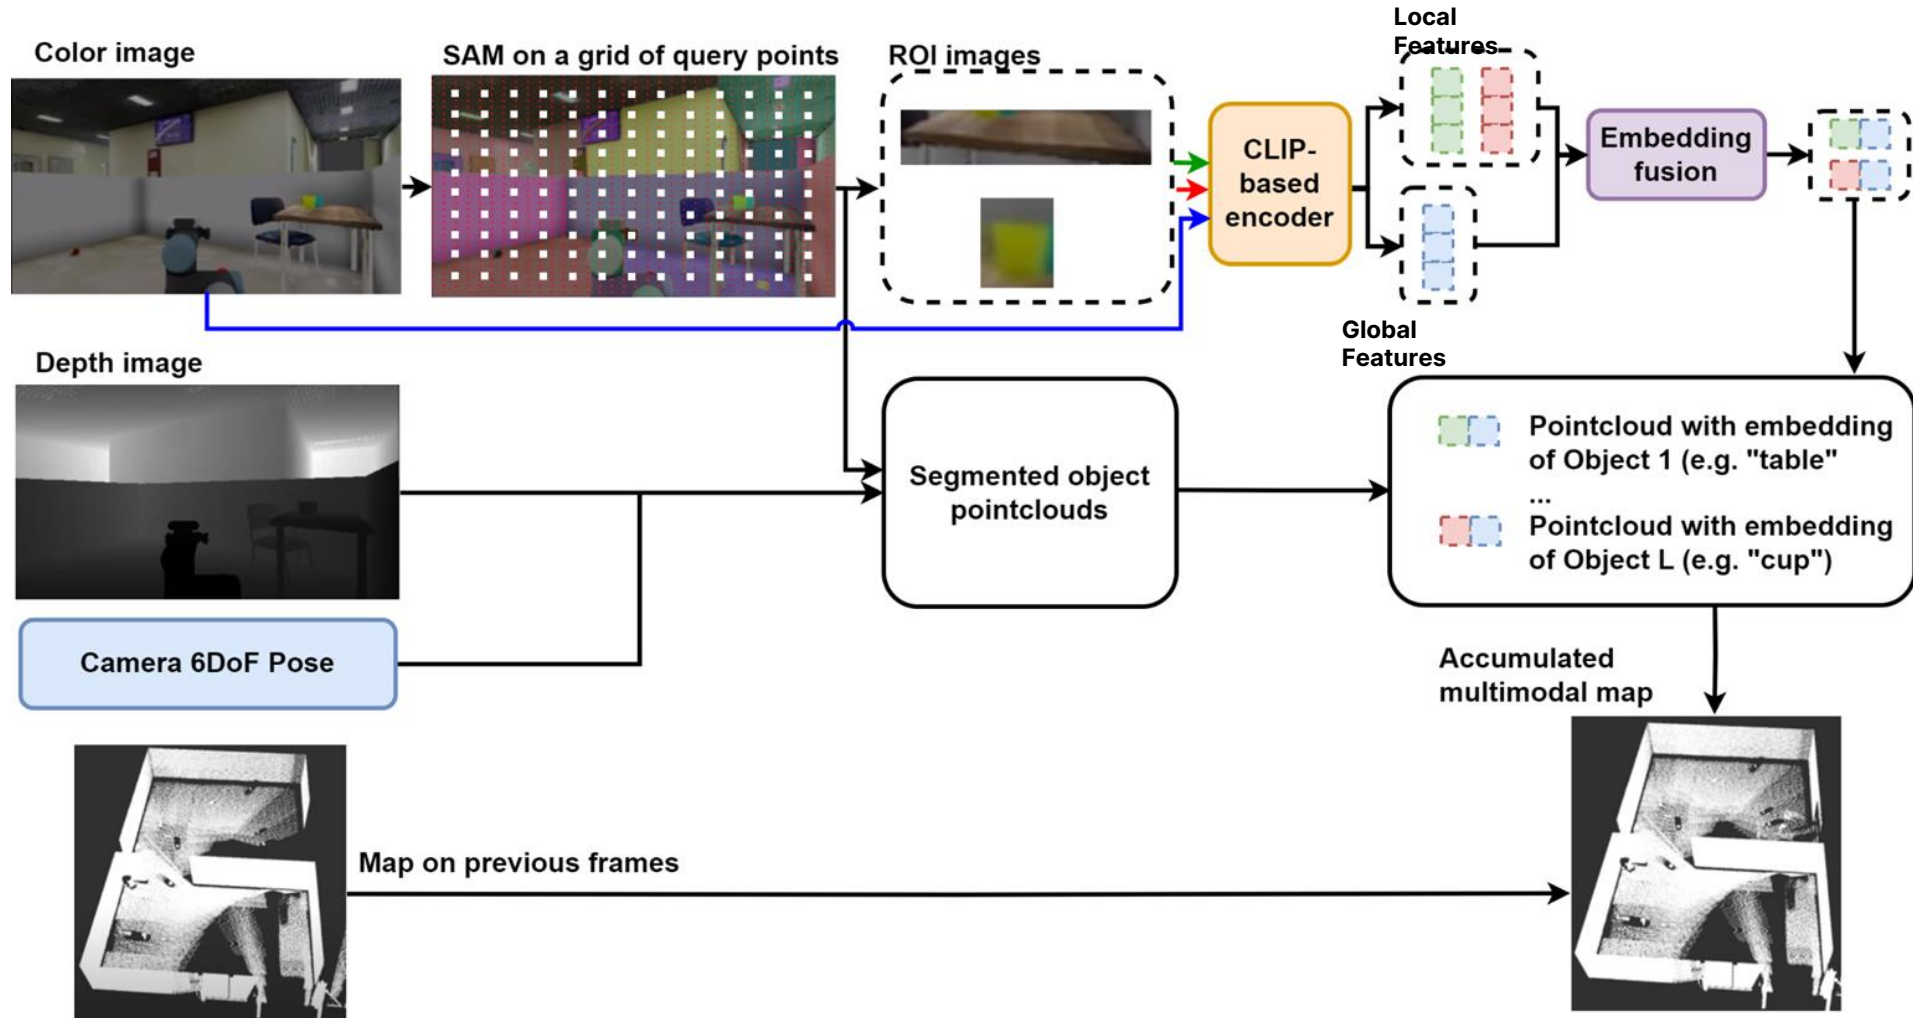 Color image
SAM on a grid of query points
ROI images
Local
Features
CLIP-
based
encoder
Embedding
fusion
Global
Features
Depth image
Segmented object
pointclouds
Pointcloud with embedding
of Object 1 (e.g. "table"
...
Pointcloud with embedding
of Object L (e.g. "cup")
Camera 6DoF Pose
Accumulated
multimodal map
Map on previous frames